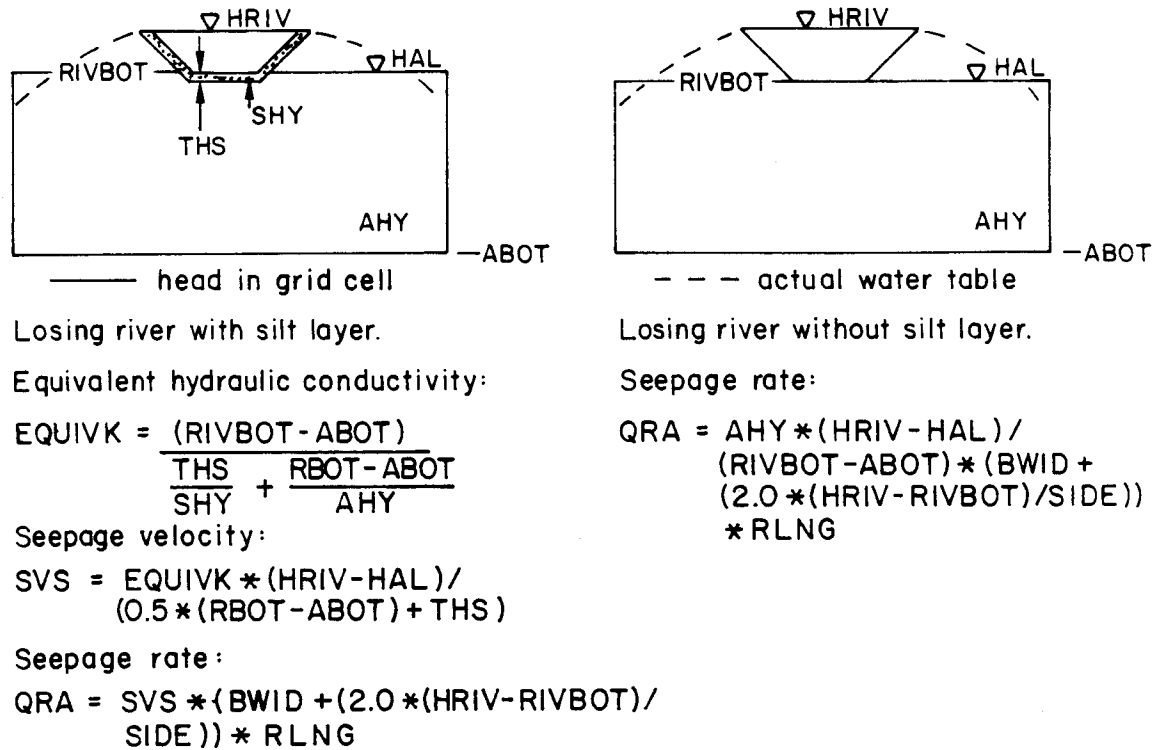 HRIV
RIVBOT
HAL
SHY
THS
AHY
—ABOT
——— head in grid cell
Losing river with silt layer.
Equivalent hydraulic conductivity:
EQUIVK = (RIVBOT-ABOT)
THS + RBOT-ABOT
SHY AHY
Seepage velocity:
SVS = EQUIVK*(HRIV-HAL)/
(0.5*(RBOT-ABOT)+THS)
Seepage rate:
QRA = SVS*(BWID+(2.0*(HRIV-RIVBOT)/
SIDE))* RLNG
HRIV
RIVBOT
HAL
AHY
—ABOT
– – – actual water table
Losing river without silt layer.
Seepage rate:
QRA = AHY*(HRIV-HAL)/
(RIVBOT-ABOT)*(BWID+
(2.0*(HRIV-RIVBOT)/SIDE))
*RLNG